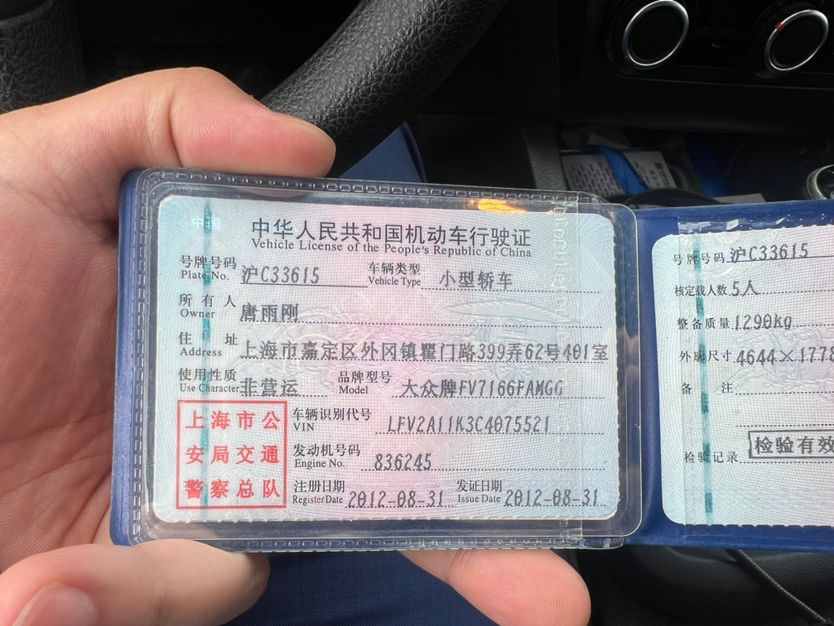 中华人民共和国机动车行驶证
Vehicle License of the People's Republic of China
号牌号码 沪C33615 车辆类型 小型轿车
Plate No. Vehicle Type
所有人 唐雨刚
Owner
住址 上海市嘉定区外冈镇瞿门路399弄62号401室
Address
使用性质 非营运 品牌型号 大众牌FV7166FAMGG
Use Character Model
上海市公
安局交通
警察总队
车辆识别代号 LFV2A11K3C4075521
VIN
发动机号码 836245
Engine No.
注册日期 2012-08-31 发证日期 2012-08-31
Register Date Issue Date
号牌号码 沪C33615
核定载人数 5人
整备质量 1290kg
外廓尺寸 4644×1778
备注
检验记录 检验有效